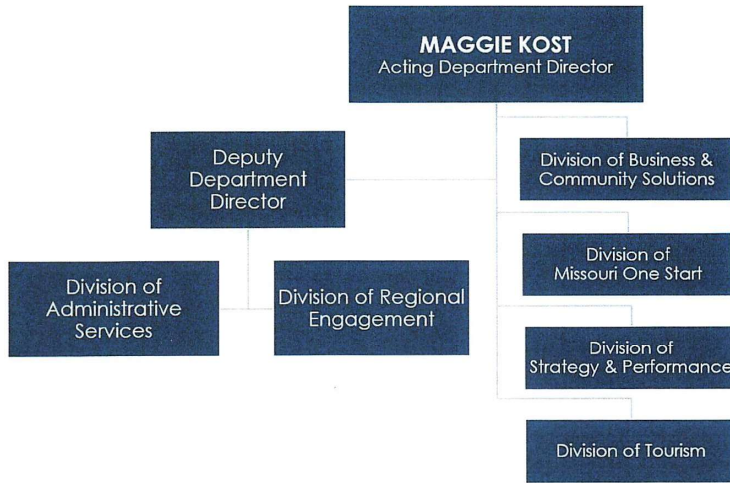 MAGGIE KOST
Acting Department Director
Deputy
Department
Director
Division of Business &
Community Solutions
Division of
Missouri One Start
Division of
Administrative
Services
Division of Regional
Engagement
Division of
Strategy & Performance
Division of Tourism